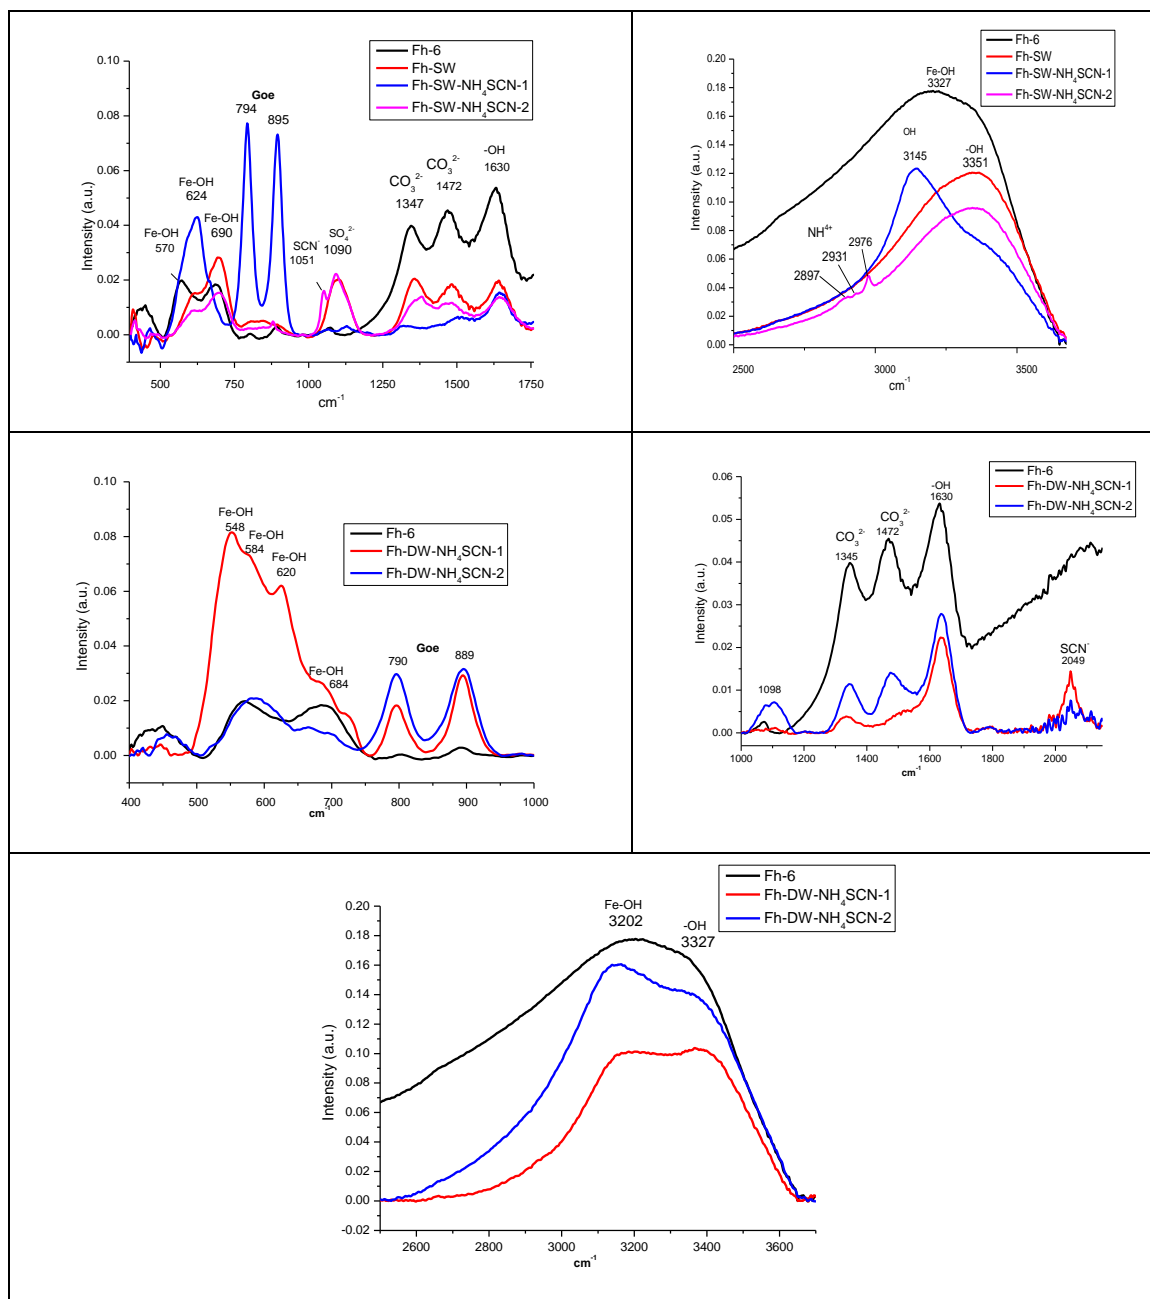 Fh-6
Fh-SW
Fh-SW-NH4SCN-1
Fh-SW-NH4SCN-2
0.10
0.08
0.06
0.04
0.02
0.00
Intensity (a.u.)
Goe
794
895
Fe-OH
624
Fe-OH
690
Fe-OH
570
SCN-
1051
SO4 2-
1090
CO3 2-
1347
CO3 2-
1472
-OH
1630
500
750
1000
1250
1500
1750
cm-1
Fh-6
Fh-SW
Fh-SW-NH4SCN-1
Fh-SW-NH4SCN-2
0.20
0.18
0.16
0.14
0.12
0.10
0.08
0.06
0.04
0.02
0.00
Intensity (a.u.)
Fe-OH
3327
OH
3145
-OH
3351
NH4+
2976
2931
2897
2500
3000
3500
cm-1
Fh-6
Fh-DW-NH4SCN-1
Fh-DW-NH4SCN-2
0.10
0.08
0.06
0.04
0.02
0.00
Intensity (a.u.)
Fe-OH
548
Fe-OH
584
Fe-OH
620
Fe-OH
684
Goe
790
889
400
500
600
700
800
900
1000
cm-1
Fh-6
Fh-DW-NH4SCN-1
Fh-DW-NH4SCN-2
0.06
0.05
0.04
0.03
0.02
0.01
0.00
Intensity (a.u.)
-OH
1630
CO3 2-
1472
CO3 2-
1345
1098
SCN-
2049
1000
1200
1400
1600
1800
2000
cm-1
Fh-6
Fh-DW-NH4SCN-1
Fh-DW-NH4SCN-2
0.20
0.18
0.16
0.14
0.12
0.10
0.08
0.06
0.04
0.02
0.00
-0.02
Intensity (a.u.)
Fe-OH
3202
-OH
3327
2600
2800
3000
3200
3400
3600
cm-1